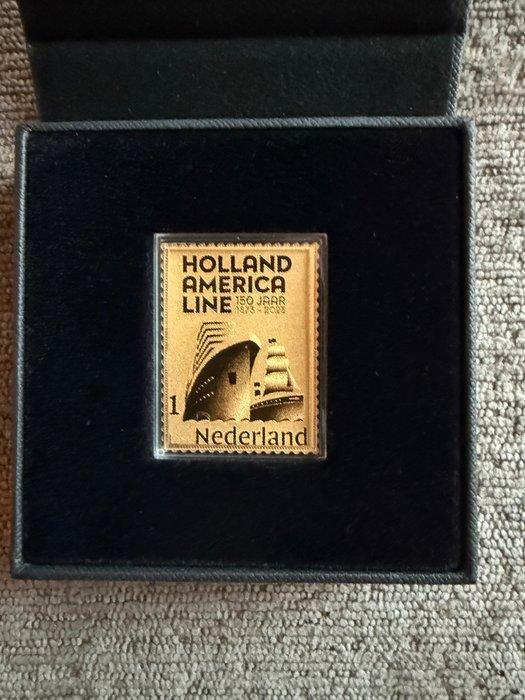 HOLLAND
AMERICA
LINE 150 JAAR
1873 - 2023
1
Nederland